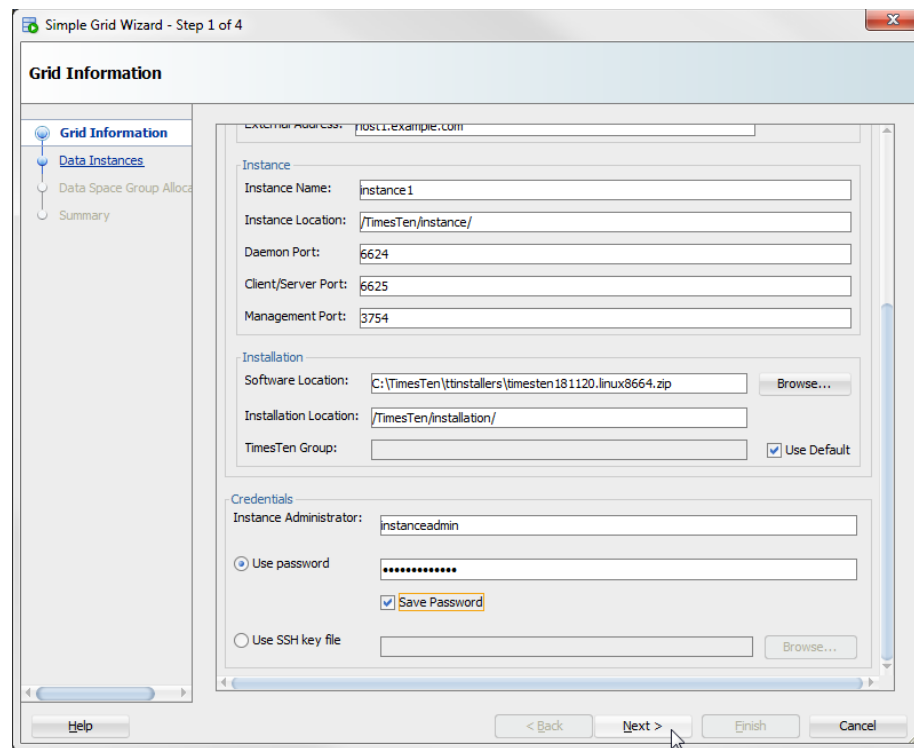 Simple Grid Wizard - Step 1 of 4
Grid Information
Grid Information
Data Instances
Data Space Group Alloca
Summary
External Address: host1.example.com
Instance
Instance Name: instance1
Instance Location: /TimesTen/instance/
Daemon Port: 6624
Client/Server Port: 6625
Management Port: 3754
Installation
Software Location: C:\TimesTen\ttinstallers\timesten181120.linux8664.zip Browse...
Installation Location: /TimesTen/installation/
TimesTen Group: Use Default
Credentials
Instance Administrator: instanceadmin
Use password •••••••••••••
Save Password
Use SSH key file Browse...
Help < Back Next > Finish Cancel